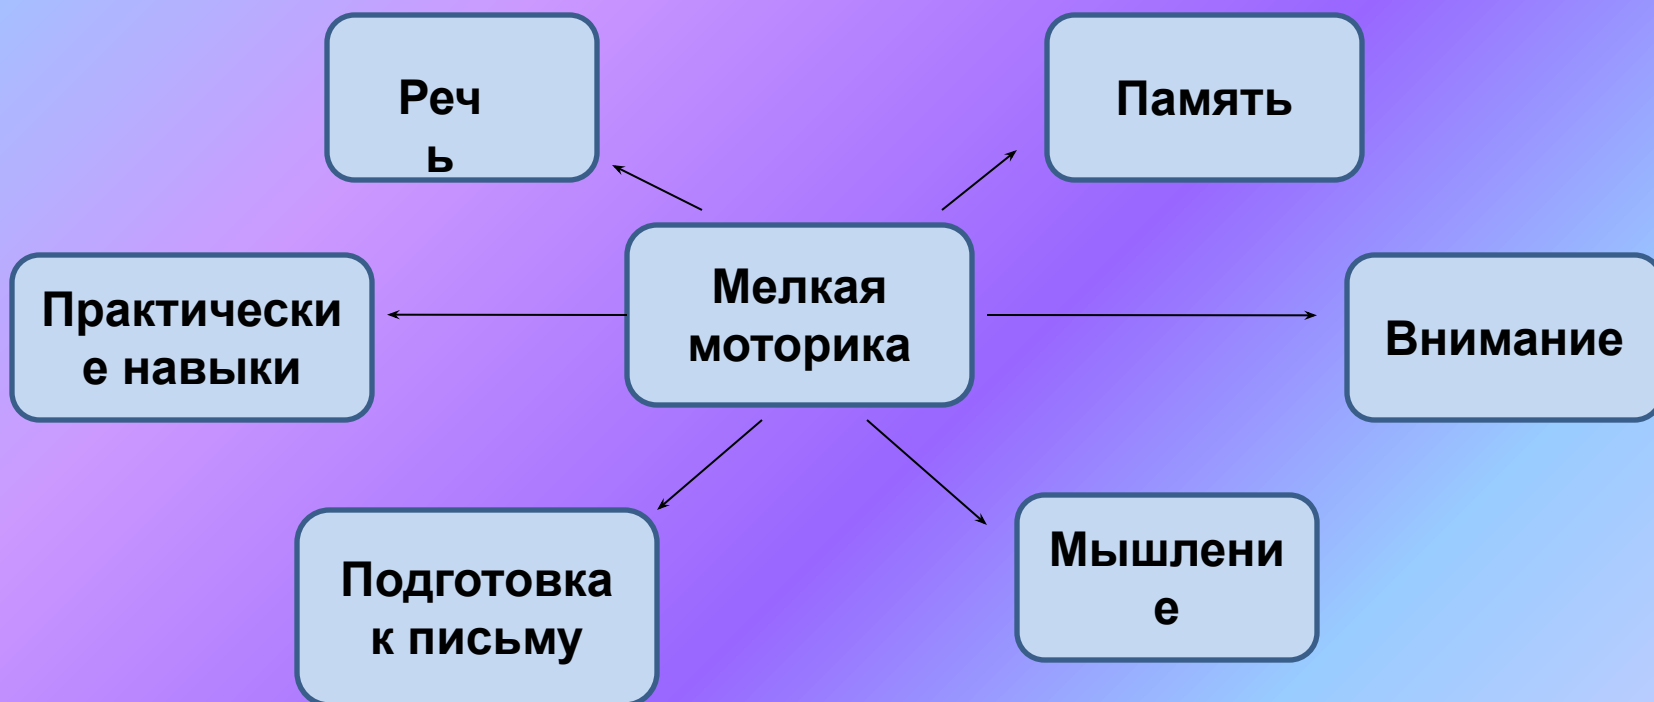 Реч
ь
Память
Мелкая
моторика
Практически
е навыки
Внимание
Подготовка
к письму
Мышлени
е